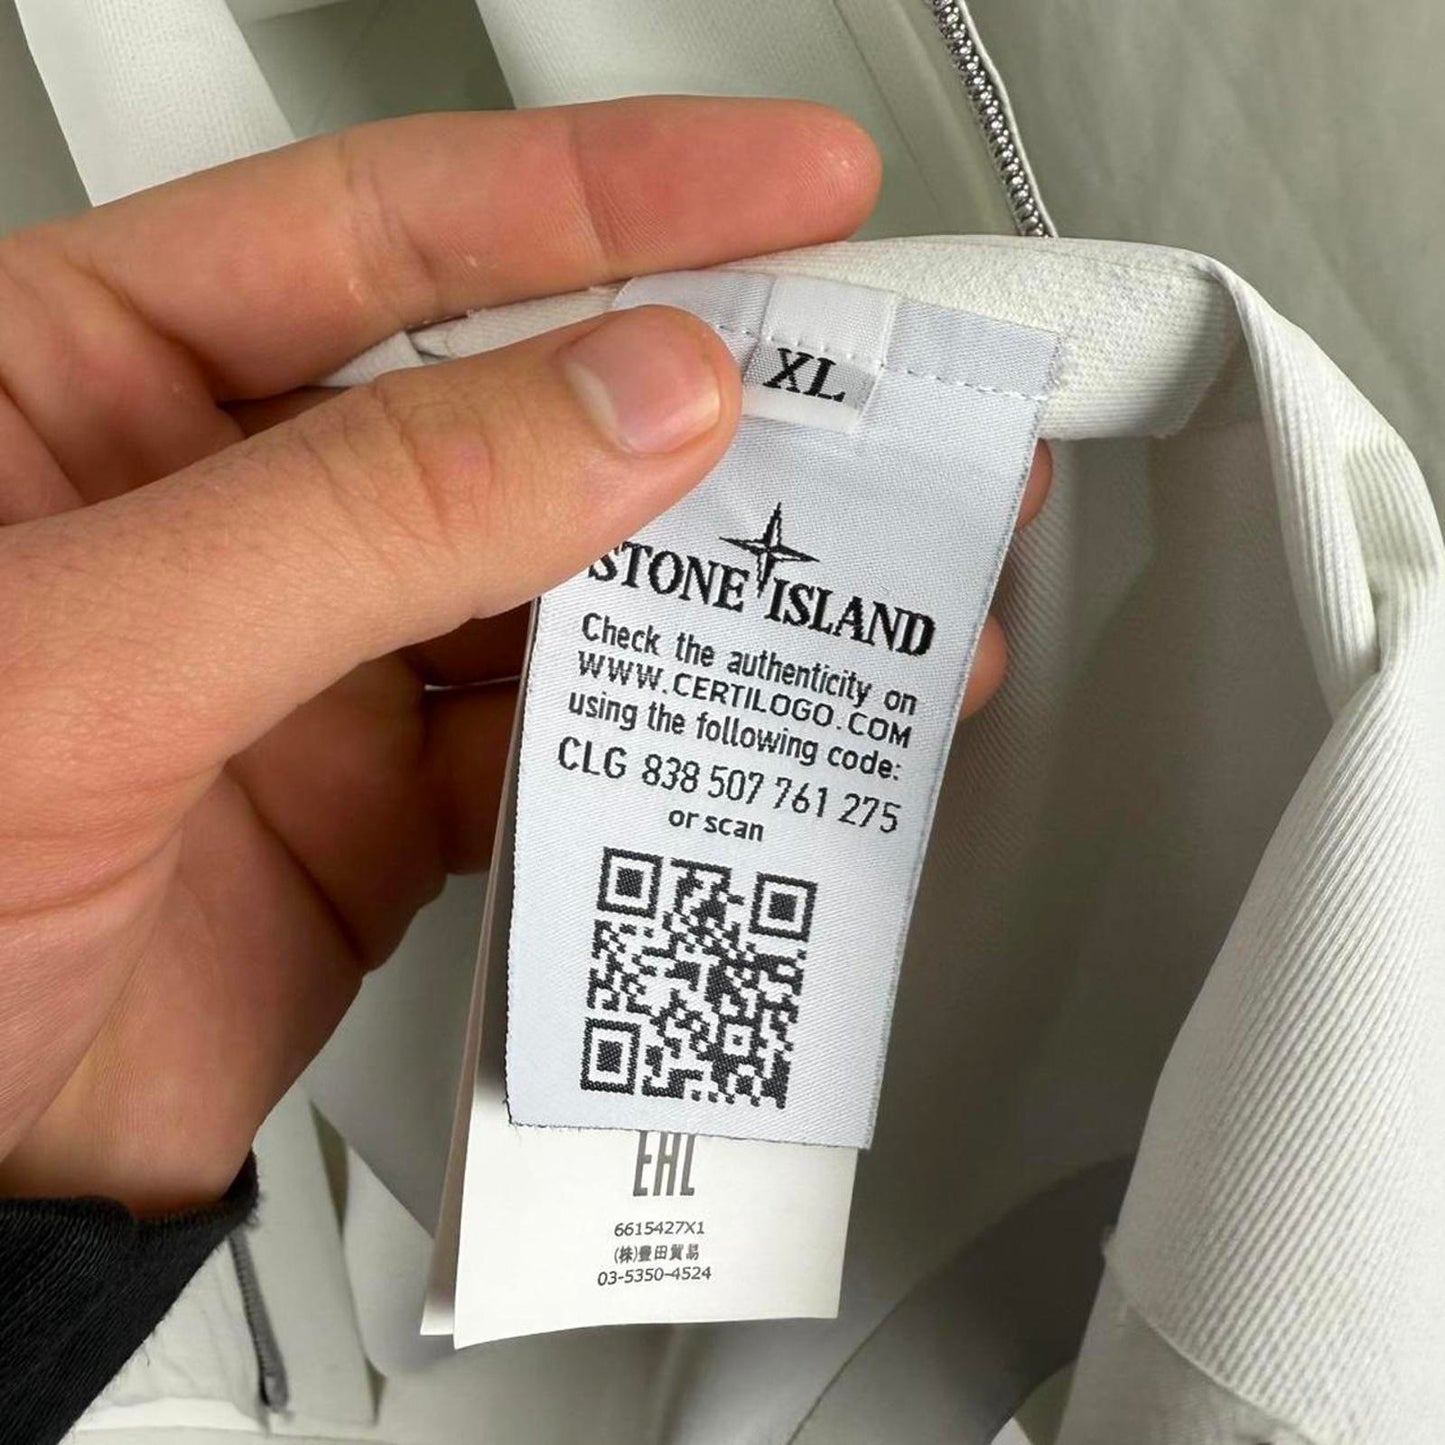 XL
STONE ISLAND
Check the authenticity on
WWW.CERTILOGO.COM
using the following code:
CLG 838 507 761 275
or scan
EAC
6615427X1
(株)豊田貿易
03-5350-4524